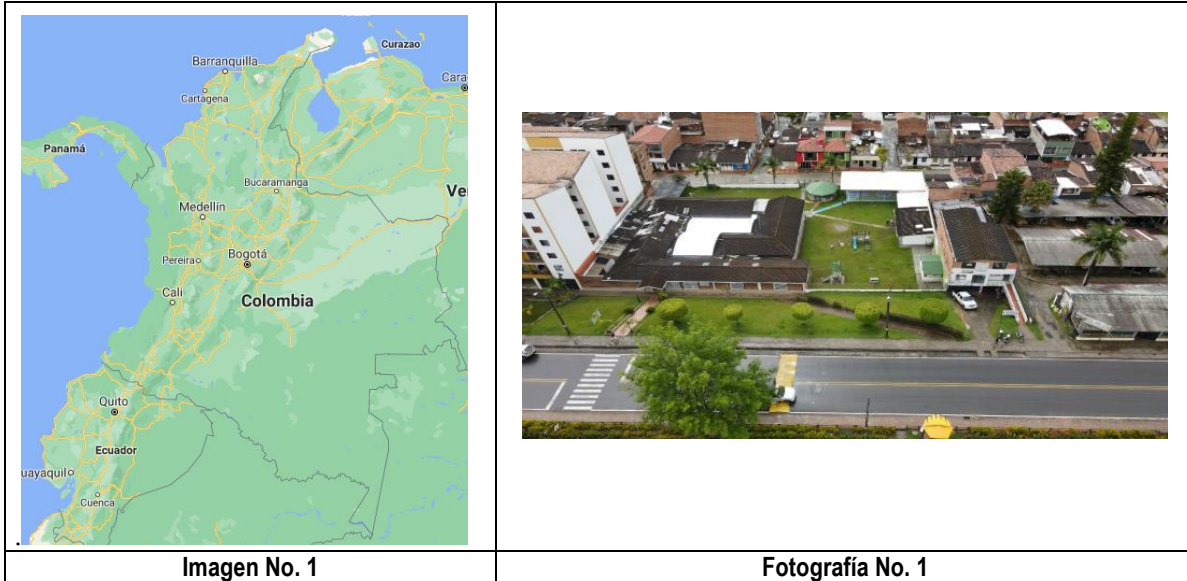 Curazao
Barranquilla
Cara
Cartagena
Panamá
Bucaramanga
Ve
Medellín
Bogotá
Pereira
Cali
Colombia
Quito
Ecuador
uayaquil
Cuenca
.
Imagen No. 1
Fotografía No. 1